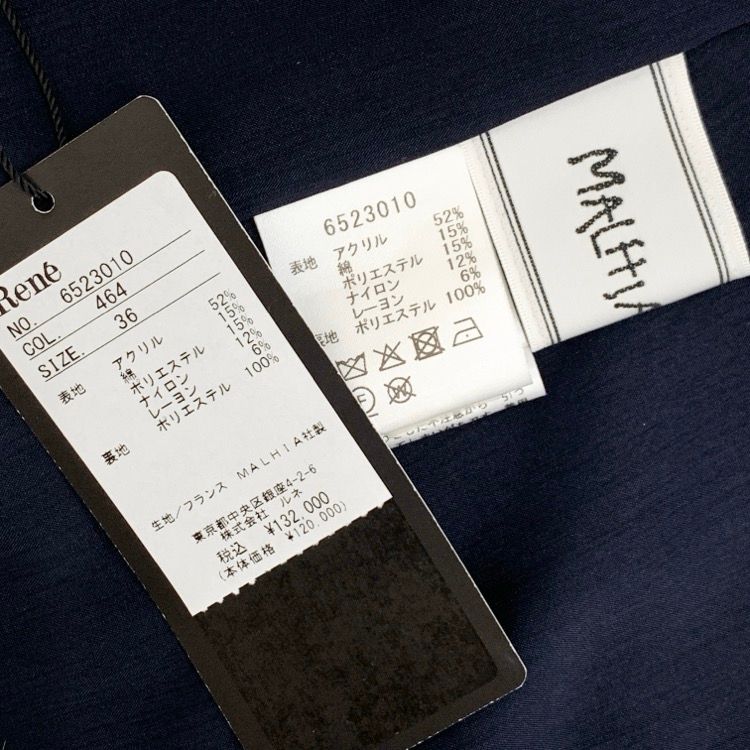 René
NO. 6523010
COL. 464
SIZE. 36
表地 アクリル 52%
綿 15%
ポリエステル 15%
ナイロン 12%
レーヨン 6%
裏地 ポリエステル 100%
生地/フランス MALHIA社製
東京都中央区銀座4-2-6
株式会社 ルネ
税込 ¥132,000
(本体価格 ¥120,000)
6523010
表地 アクリル 52%
綿 15%
ポリエステル 15%
ナイロン 12%
レーヨン 6%
裏地 ポリエステル 100%
MALHIA